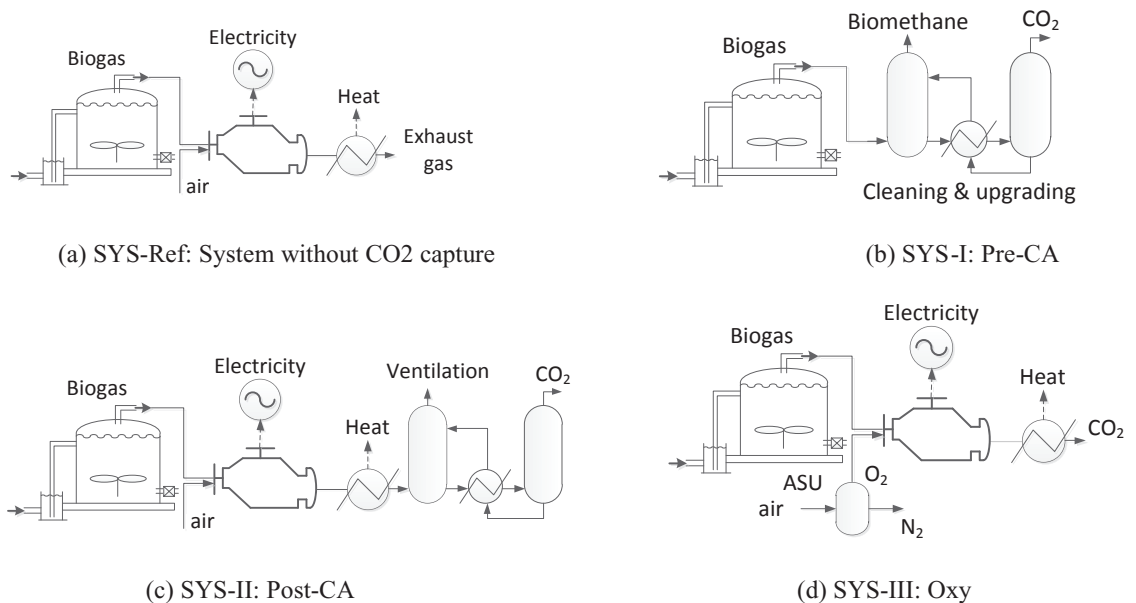 Electricity
Biogas
Heat
Exhaust
gas
air
(a) SYS-Ref: System without CO2 capture
Biomethane
CO₂
Biogas
Cleaning & upgrading
(b) SYS-I: Pre-CA
Electricity
Ventilation
CO₂
Biogas
Heat
air
(c) SYS-II: Post-CA
Electricity
Biogas
Heat
CO₂
ASU
O₂
air
N₂
(d) SYS-III: Oxy